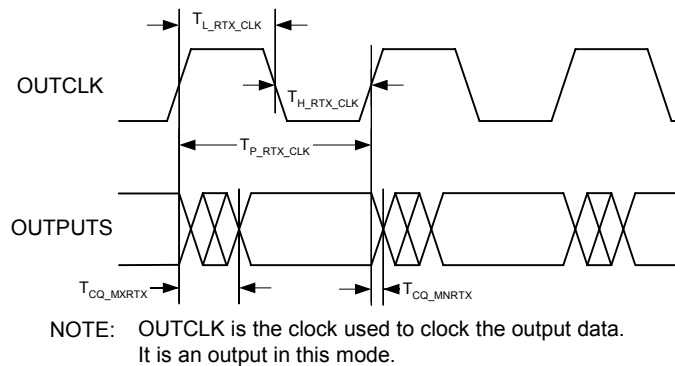 T_L_RTX_CLK
OUTCLK
T_H_RTX_CLK
T_P_RTX_CLK
OUTPUTS
T_CQ_MXRTX
T_CQ_MNRTX
NOTE: OUTCLK is the clock used to clock the output data.
It is an output in this mode.